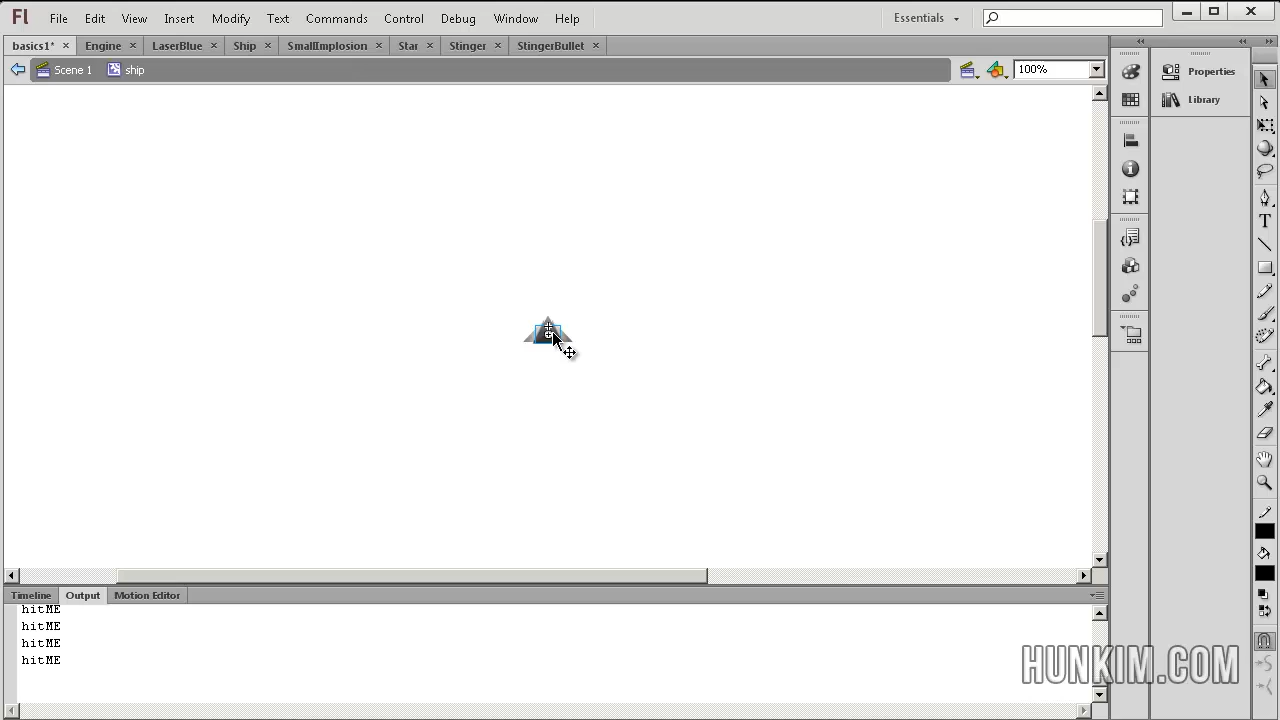 Fl File Edit View Insert Modify Text Commands Control Debug Window Help Essentials
basics1* × Engine × LaserBlue × Ship × SmallImplosion × Star × Stinger × StingerBullet ×
Scene 1 ship 100%
Properties
Library
T
Timeline Output Motion Editor
hitME
hitME
hitME
hitME
HUNKIM.COM